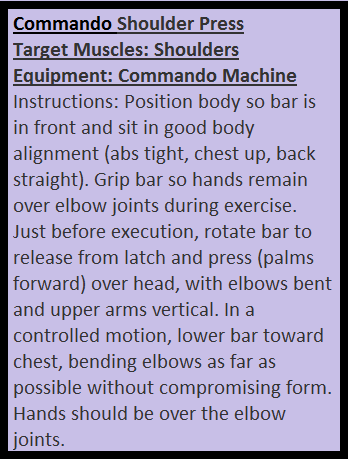 Commando Shoulder Press
Target Muscles: Shoulders
Equipment: Commando Machine
Instructions: Position body so bar is
in front and sit in good body
alignment (abs tight, chest up, back
straight). Grip bar so hands remain
over elbow joints during exercise.
Just before execution, rotate bar to
release from latch and press (palms
forward) over head, with elbows bent
and upper arms vertical. In a
controlled motion, lower bar toward
chest, bending elbows as far as
possible without compromising form.
Hands should be over the elbow
joints.